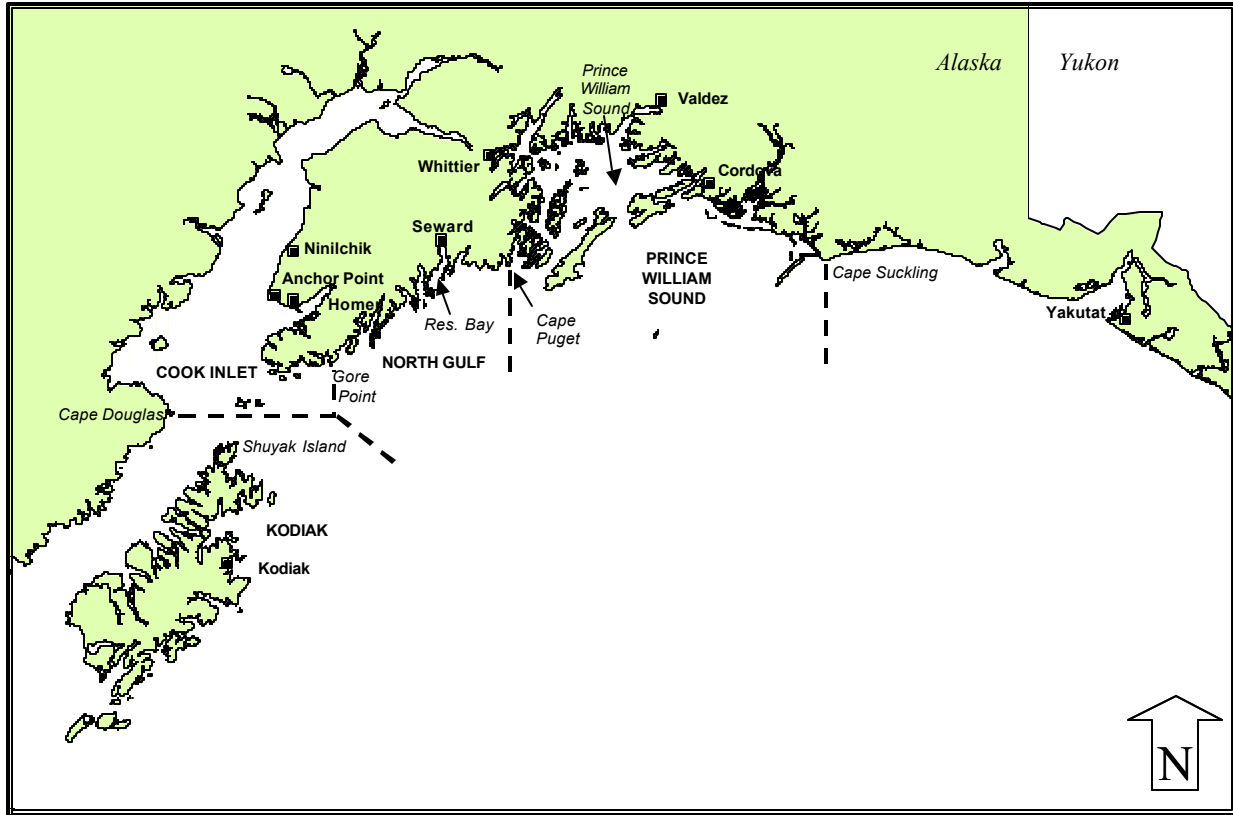 Alaska
Yukon
Prince
William
Sound
Valdez
Whittier
Cordova
Seward
Ninilchik
PRINCE
WILLIAM
SOUND
Cape Suckling
Anchor Point
Homer
Res. Bay
Cape
Puget
Yakutat
COOK INLET
NORTH GULF
Gore
Point
Cape Douglas
Shuyak Island
KODIAK
Kodiak
N